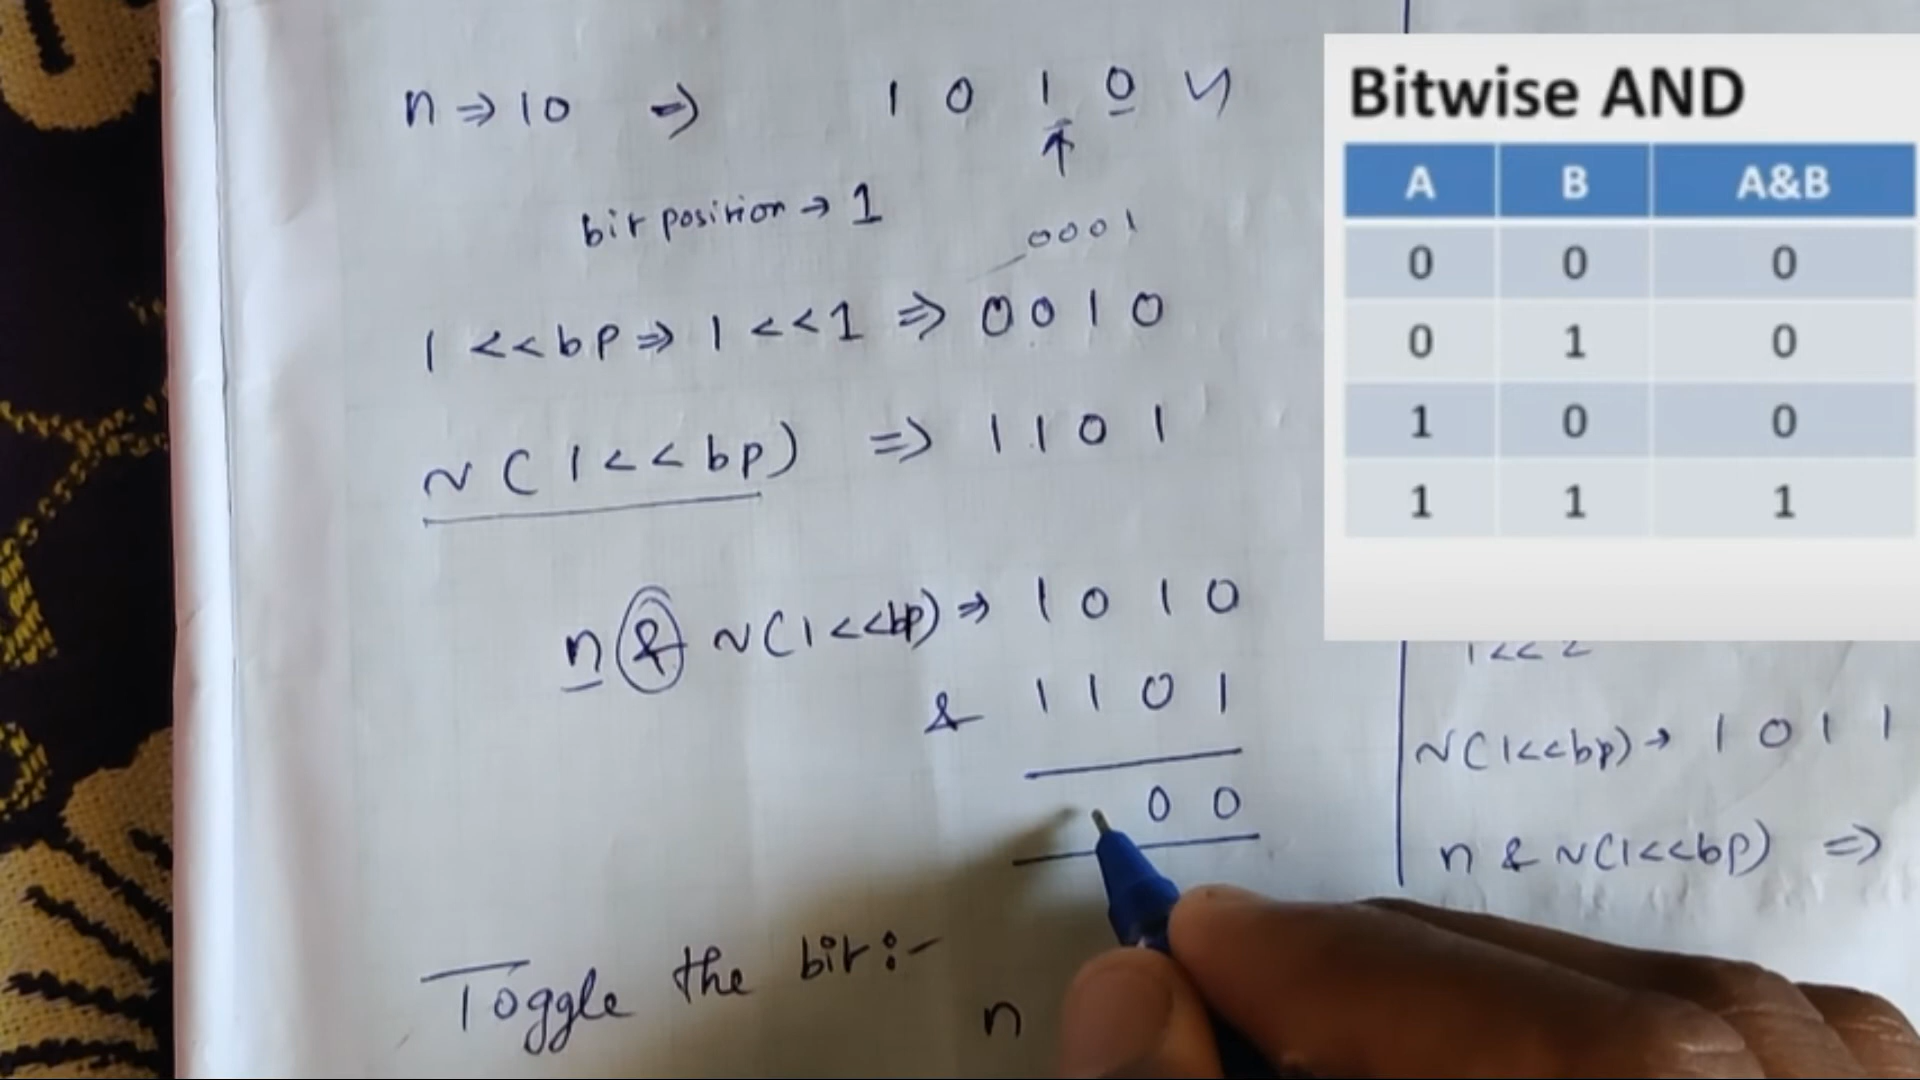 n ⇒ 10 ⇒ 1 0 1 0
↑
bit position → 1
0001
1 << bp ⇒ 1 << 1 ⇒ 0 0 1 0
~ ( 1 << bp ) ⇒ 1 1 0 1
n & ~ (1 << bp) ⇒ 1 0 1 0
& 1 1 0 1
0 0
Toggle the bit :-
n
Bitwise AND
A B A&B
0 0 0
0 1 0
1 0 0
1 1 1
1<< 2
~(1<<bp) → 1 0 1 1
n & ~(1<<bp) ⇒